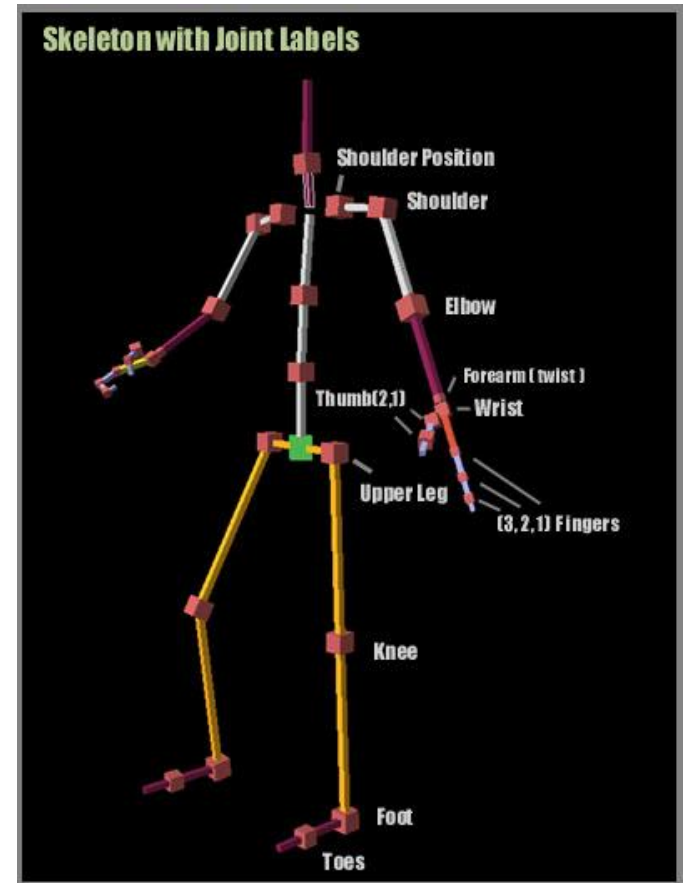 Skeleton with Joint Labels
Shoulder Position
Shoulder
Elbow
Forearm ( twist )
Thumb(2,1)
Wrist
Upper Leg
(3, 2, 1) Fingers
Knee
Foot
Toes